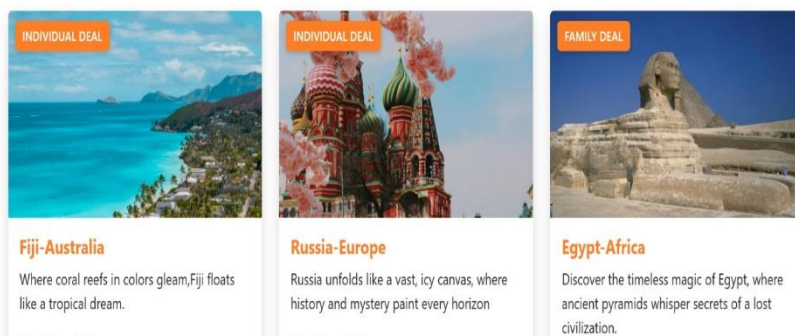 INDIVIDUAL DEAL
Fiji-Australia
Where coral reefs in colors gleam,Fiji floats
like a tropical dream.
INDIVIDUAL DEAL
Russia-Europe
Russia unfolds like a vast, icy canvas, where
history and mystery paint every horizon
FAMILY DEAL
Egypt-Africa
Discover the timeless magic of Egypt, where
ancient pyramids whisper secrets of a lost
civilization.